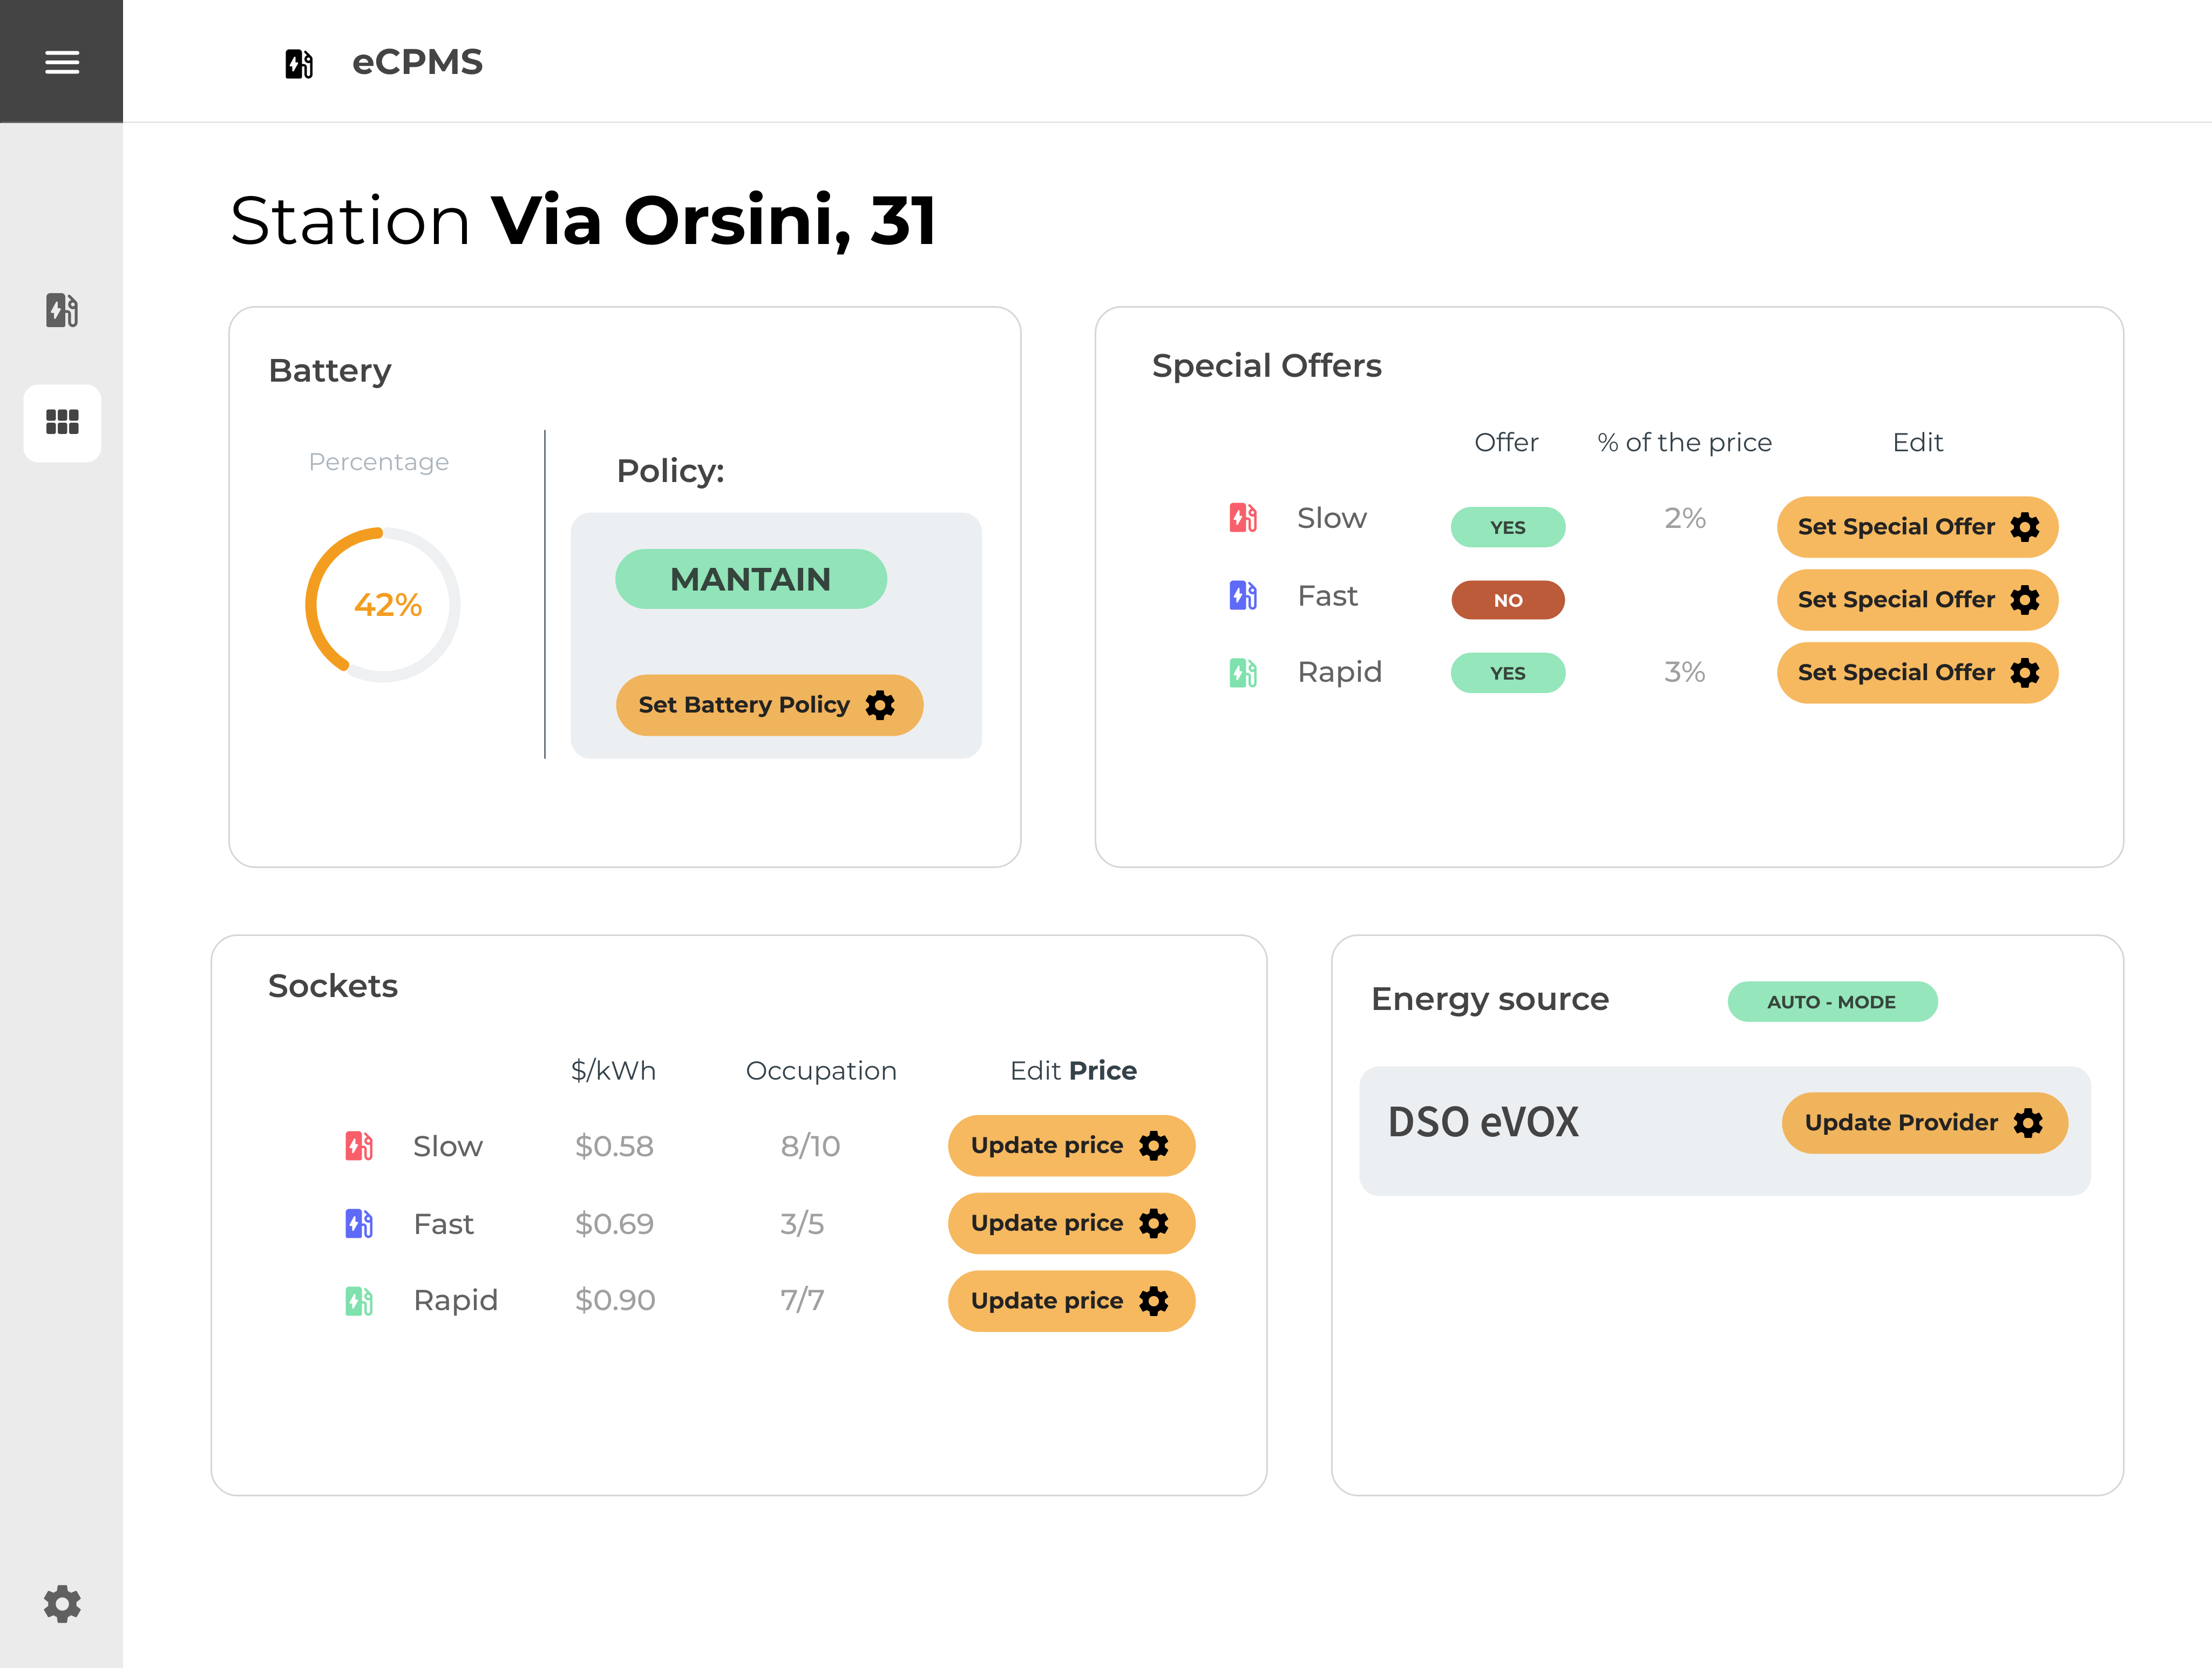 eCPMS
Station Via Orsini, 31
Battery
Percentage
42%
Policy:
MANTAIN
Set Battery Policy
Special Offers
Offer % of the price Edit
Slow YES 2% Set Special Offer
Fast NO Set Special Offer
Rapid YES 3% Set Special Offer
Sockets
$/kWh Occupation Edit Price
Slow $0.58 8/10 Update price
Fast $0.69 3/5 Update price
Rapid $0.90 7/7 Update price
Energy source AUTO - MODE
DSO eVOX Update Provider